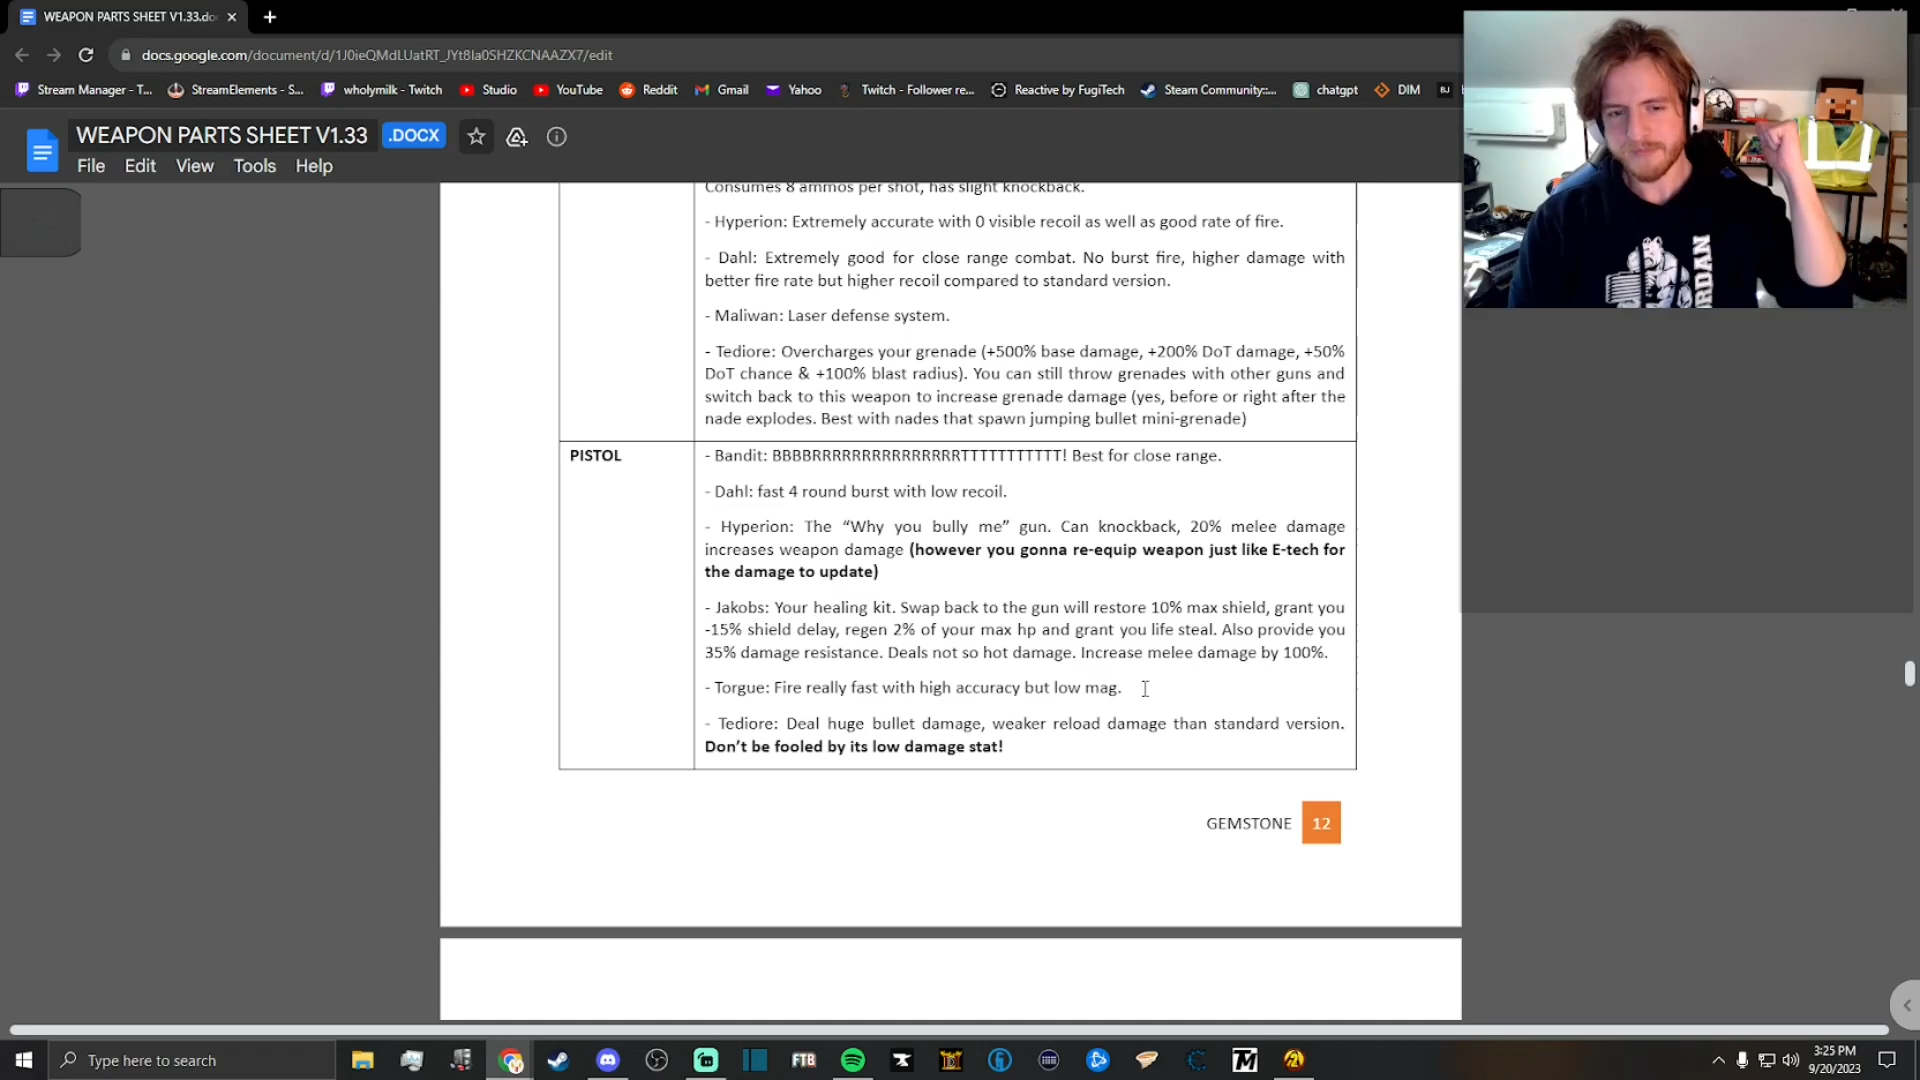 WEAPON PARTS SHEET V1.33.do
docs.google.com/document/d/1J0ieQMdLUatRT_JYt8Ia0SHZKCNAAZX7/edit
Stream Manager - T... StreamElements - S... wholymilk - Twitch Studio YouTube Reddit Gmail Yahoo Twitch - Follower re... Reactive by FugiTech Steam Community::... chatgpt DIM BJ
WEAPON PARTS SHEET V1.33 .DOCX
File Edit View Tools Help
Consumes 8 ammos per shot, has slight knockback.
- Hyperion: Extremely accurate with 0 visible recoil as well as good rate of fire.
- Dahl: Extremely good for close range combat. No burst fire, higher damage with
better fire rate but higher recoil compared to standard version.
- Maliwan: Laser defense system.
- Tediore: Overcharges your grenade (+500% base damage, +200% DoT damage, +50%
DoT chance & +100% blast radius). You can still throw grenades with other guns and
switch back to this weapon to increase grenade damage (yes, before or right after the
nade explodes. Best with nades that spawn jumping bullet mini-grenade)
PISTOL
- Bandit: BBBBRRRRRRRRRRRRRRRTTTTTTTTTTT! Best for close range.
- Dahl: fast 4 round burst with low recoil.
- Hyperion: The “Why you bully me” gun. Can knockback, 20% melee damage
increases weapon damage (however you gonna re-equip weapon just like E-tech for
the damage to update)
- Jakobs: Your healing kit. Swap back to the gun will restore 10% max shield, grant you
-15% shield delay, regen 2% of your max hp and grant you life steal. Also provide you
35% damage resistance. Deals not so hot damage. Increase melee damage by 100%.
- Torgue: Fire really fast with high accuracy but low mag.
- Tediore: Deal huge bullet damage, weaker reload damage than standard version.
Don’t be fooled by its low damage stat!
GEMSTONE 12
Type here to search
FTB
3:25 PM
9/20/2023